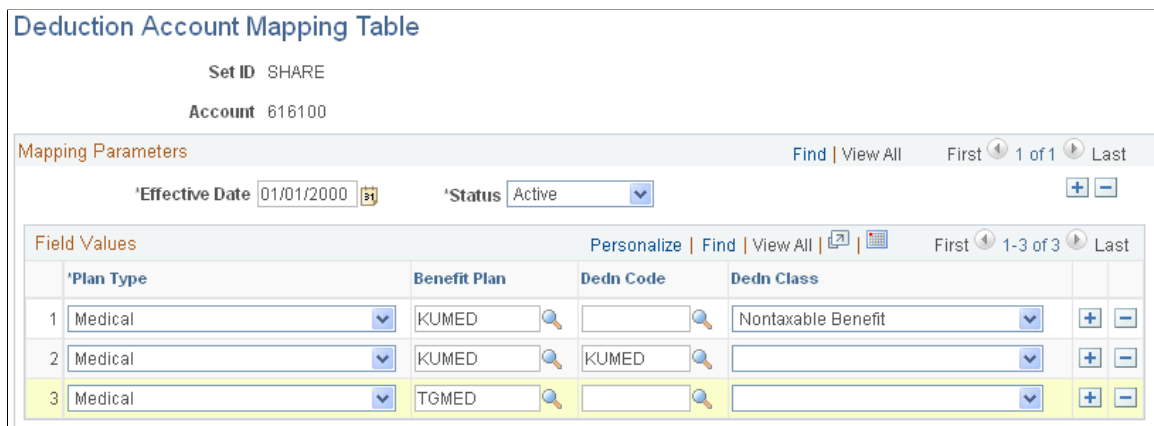 Deduction Account Mapping Table
Set ID SHARE
Account 616100
Mapping Parameters Find | View All First 1 of 1 Last
*Effective Date 01/01/2000 31 *Status Active
Field Values Personalize | Find | View All | | First 1-3 of 3 Last
*Plan Type Benefit Plan Dedn Code Dedn Class
1 Medical KUMED Nontaxable Benefit + −
2 Medical KUMED KUMED + −
3 Medical TGMED + −